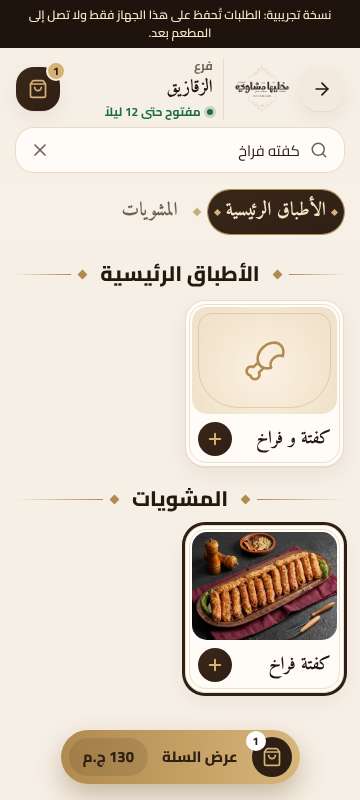 نسخة تجريبية: الطلبات تُحفظ على هذا الجهاز فقط ولا تصل إلى
المطعم بعد.
فرع
الزقازيق
مفتوح حتى 12 ليلاً
1
كفته فراخ
الأطباق الرئيسية
المشويات
الأطباق الرئيسية
كفتة و فراخ
المشويات
كفتة فراخ
1
عرض السلة
130 ج.م